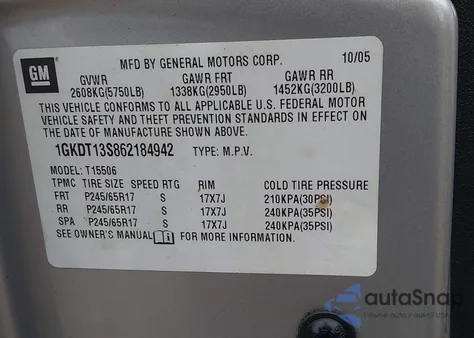 GM
MFD BY GENERAL MOTORS CORP. 10/05
GVWR GAWR FRT GAWR RR
2608KG(5750LB) 1338KG(2950LB) 1452KG(3200LB)
THIS VEHICLE CONFORMS TO ALL APPLICABLE U.S. FEDERAL MOTOR
VEHICLE SAFETY AND THEFT PREVENTION STANDARDS IN EFFECT ON
THE DATE OF MANUFACTURE SHOWN ABOVE.
1GKDT13S862184942 TYPE: M.P.V.
MODEL: T15506
TPMC TIRE SIZE SPEED RTG RIM COLD TIRE PRESSURE
FRT P245/65R17 S 17X7J 210KPA(30PSI)
RR P245/65R17 S 17X7J 240KPA(35PSI)
SPA P245/65R17 S 17X7J 240KPA(35PSI)
SEE OWNER'S MANUAL FOR MORE INFORMATION
autoSnap